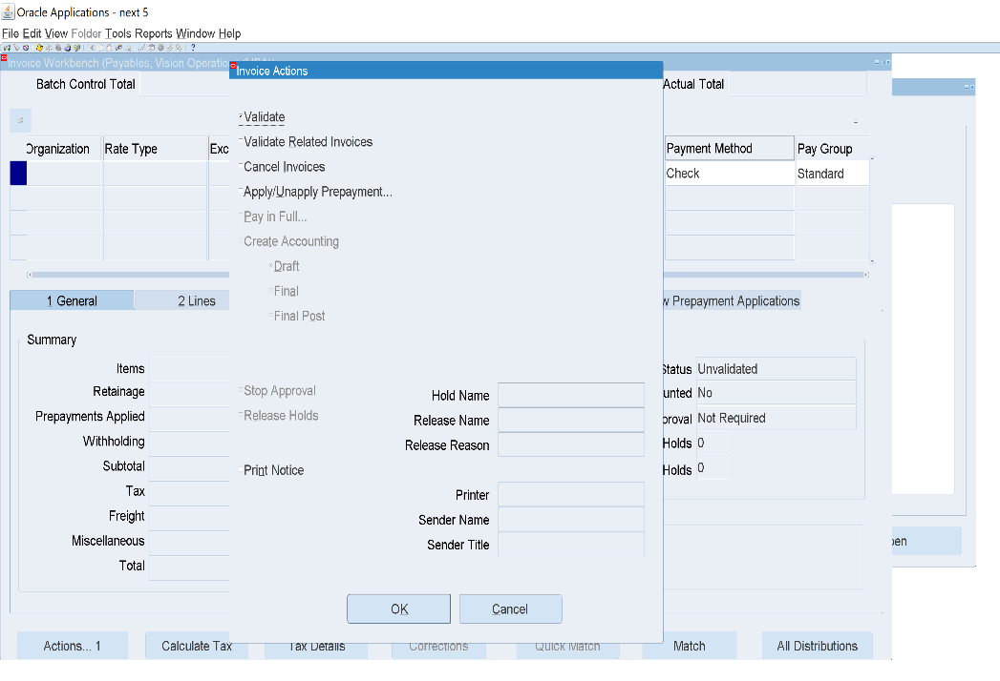 Oracle Applications - next 5
File Edit View Folder Tools Reports Window Help
Invoice Workbench (Payables, Vision Operations
Invoice Actions
Batch Control Total
Actual Total
Validate
Validate Related Invoices
Cancel Invoices
Apply/Unapply Prepayment...
Pay in Full...
Create Accounting
Draft
Final
Final Post
Organization Rate Type Exc
Payment Method Pay Group
Check Standard
1 General 2 Lines
w Prepayment Applications
Summary
Items
Retainage
Prepayments Applied
Withholding
Subtotal
Tax
Freight
Miscellaneous
Total
Stop Approval
Release Holds
Print Notice
Hold Name
Release Name
Release Reason
Printer
Sender Name
Sender Title
Status Unvalidated
unted No
proval Not Required
Holds 0
Holds 0
pen
OK Cancel
Actions... 1 Calculate Tax Tax Details Corrections Quick Match Match All Distributions